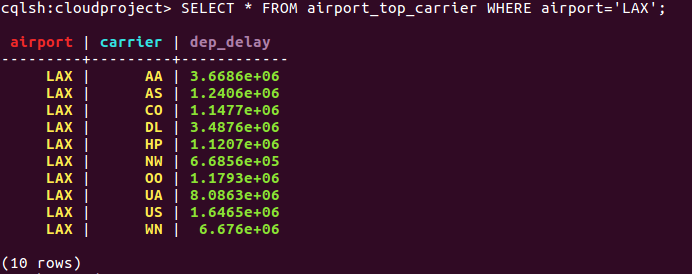 cqlsh:cloudproject> SELECT * FROM airport_top_carrier WHERE airport='LAX';
 airport | carrier | dep_delay
---------+---------+------------
     LAX |      AA | 3.6686e+06
     LAX |      AS | 1.2406e+06
     LAX |      CO | 1.1477e+06
     LAX |      DL | 3.4876e+06
     LAX |      HP | 1.1207e+06
     LAX |      NW | 6.6856e+05
     LAX |      OO | 1.1793e+06
     LAX |      UA | 8.0863e+06
     LAX |      US | 1.6465e+06
     LAX |      WN |  6.676e+06
(10 rows)